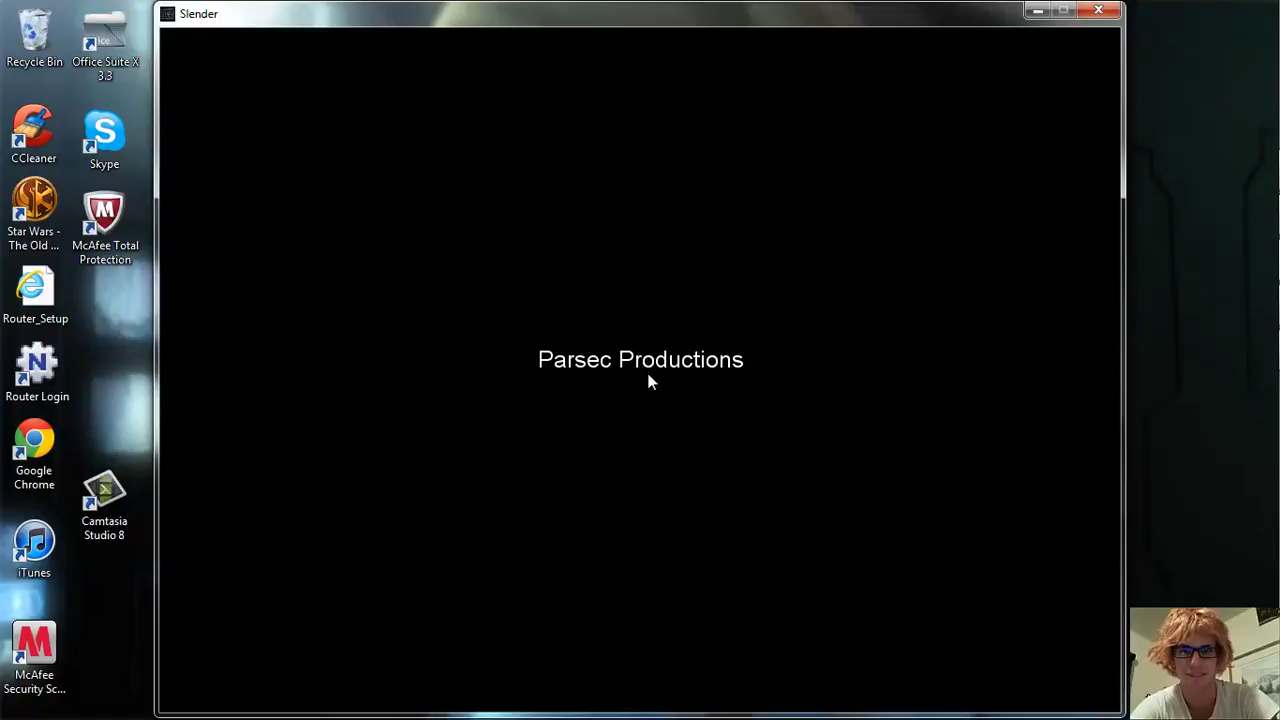 Slender
Recycle Bin
Office Suite X
3.3
CCleaner
Skype
Star Wars -
The Old ...
McAfee Total
Protection
Router_Setup
Router Login
Google
Chrome
Camtasia
Studio 8
iTunes
McAfee
Security Sc...
Parsec Productions